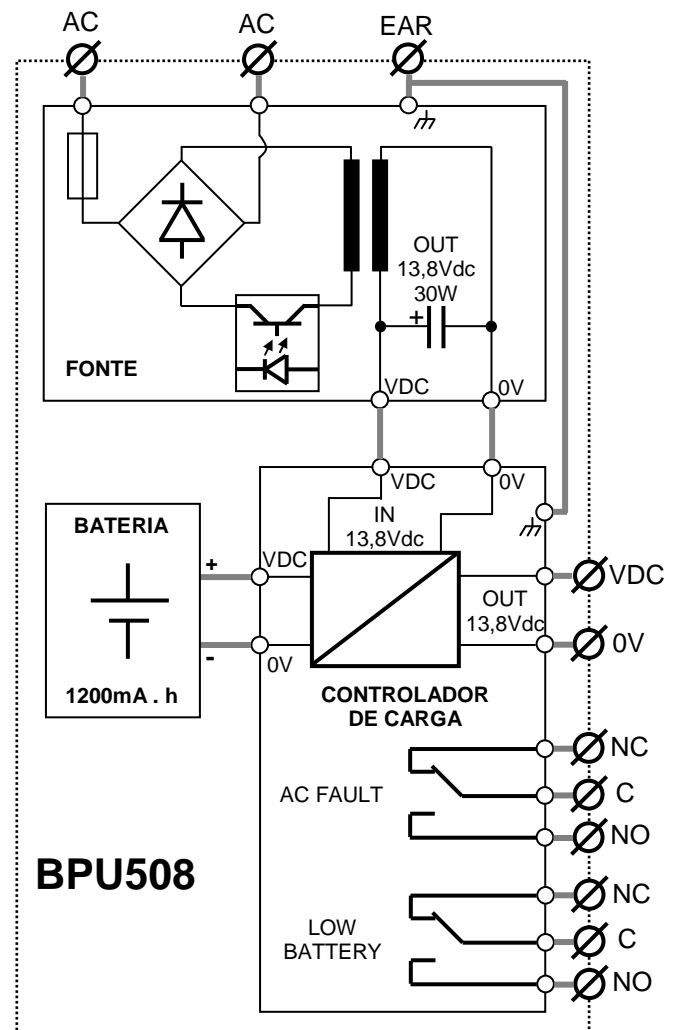 AC
AC
EAR
OUT
13,8Vdc
30W
+
FONTE
VDC
0V
VDC
0V
IN
13,8Vdc
BATERIA
+
-
1200mA . h
VDC
0V
OUT
13,8Vdc
VDC
0V
CONTROLADOR
DE CARGA
AC FAULT
NC
C
NO
BPU508
LOW
BATTERY
NC
C
NO